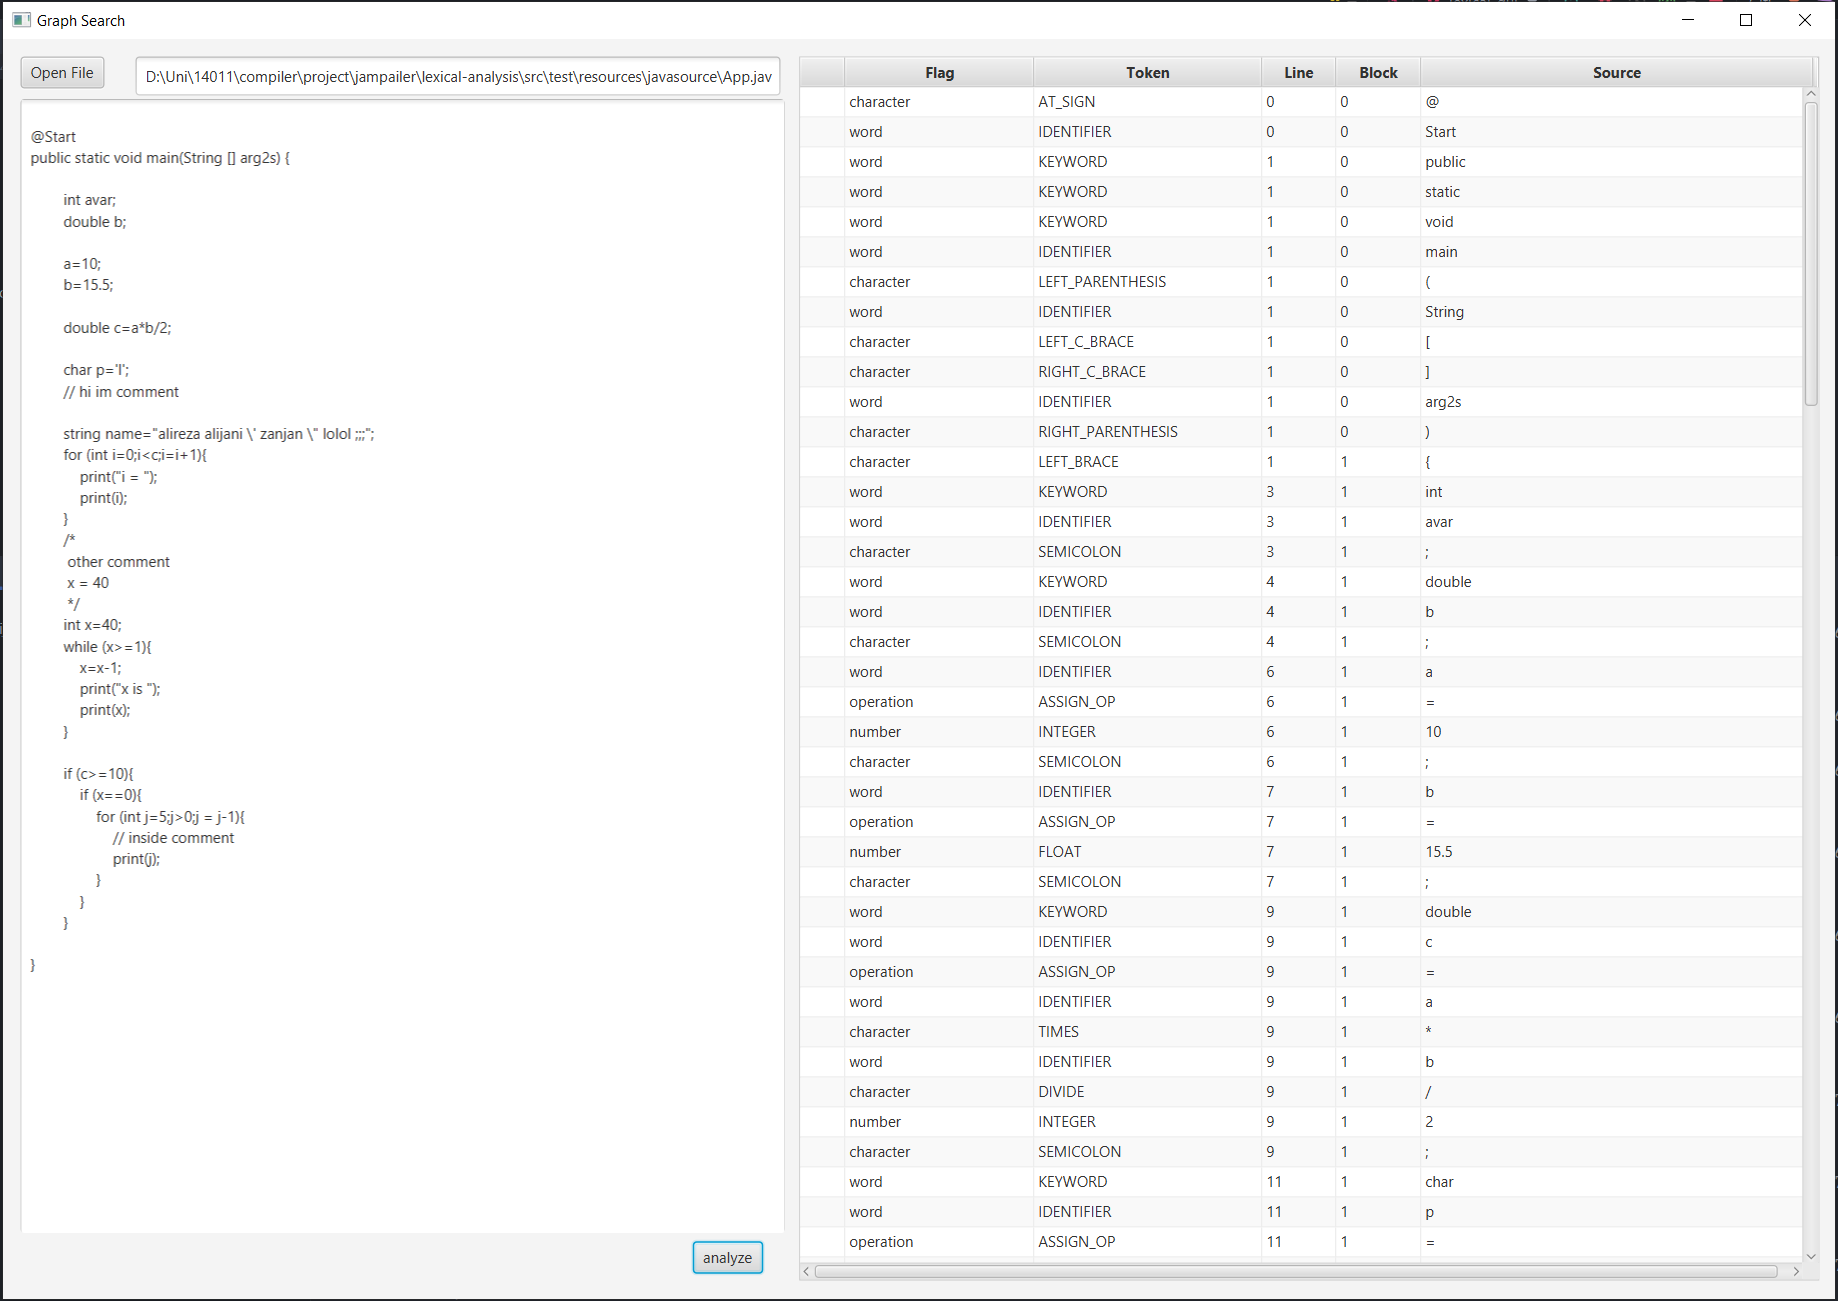 Graph Search
Open File
D:\Uni\14011\compiler\project\jampailer\lexical-analysis\src\test\resources\javasource\App.jav
@Start
public static void main(String [] arg2s) {
int avar;
double b;
a=10;
b=15.5;
double c=a*b/2;
char p='l';
// hi im comment
string name="alireza alijani \' zanjan \" lolol ;;;";
for (int i=0;i<c;i=i+1){
print("i = ");
print(i);
}
/*
other comment
x = 40
*/
int x=40;
while (x>=1){
x=x-1;
print("x is ");
print(x);
}
if (c>=10){
if (x==0){
for (int j=5;j>0;j = j-1){
// inside comment
print(j);
}
}
}
}
analyze
Flag Token Line Block Source
character AT_SIGN 0 0 @
word IDENTIFIER 0 0 Start
word KEYWORD 1 0 public
word KEYWORD 1 0 static
word KEYWORD 1 0 void
word IDENTIFIER 1 0 main
character LEFT_PARENTHESIS 1 0 (
word IDENTIFIER 1 0 String
character LEFT_C_BRACE 1 0 [
character RIGHT_C_BRACE 1 0 ]
word IDENTIFIER 1 0 arg2s
character RIGHT_PARENTHESIS 1 0 )
character LEFT_BRACE 1 1 {
word KEYWORD 3 1 int
word IDENTIFIER 3 1 avar
character SEMICOLON 3 1 ;
word KEYWORD 4 1 double
word IDENTIFIER 4 1 b
character SEMICOLON 4 1 ;
word IDENTIFIER 6 1 a
operation ASSIGN_OP 6 1 =
number INTEGER 6 1 10
character SEMICOLON 6 1 ;
word IDENTIFIER 7 1 b
operation ASSIGN_OP 7 1 =
number FLOAT 7 1 15.5
character SEMICOLON 7 1 ;
word KEYWORD 9 1 double
word IDENTIFIER 9 1 c
operation ASSIGN_OP 9 1 =
word IDENTIFIER 9 1 a
character TIMES 9 1 *
word IDENTIFIER 9 1 b
character DIVIDE 9 1 /
number INTEGER 9 1 2
character SEMICOLON 9 1 ;
word KEYWORD 11 1 char
word IDENTIFIER 11 1 p
operation ASSIGN_OP 11 1 =